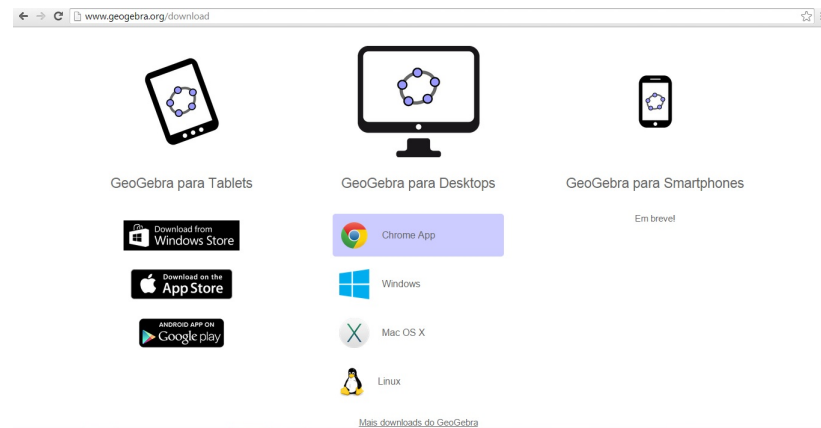 www.geogebra.org/download
GeoGebra para Tablets
Download from
Windows Store
Download on the
App Store
ANDROID APP ON
Google play
GeoGebra para Desktops
Chrome App
Windows
Mac OS X
Linux
Mais downloads do GeoGebra
GeoGebra para Smartphones
Em breve!